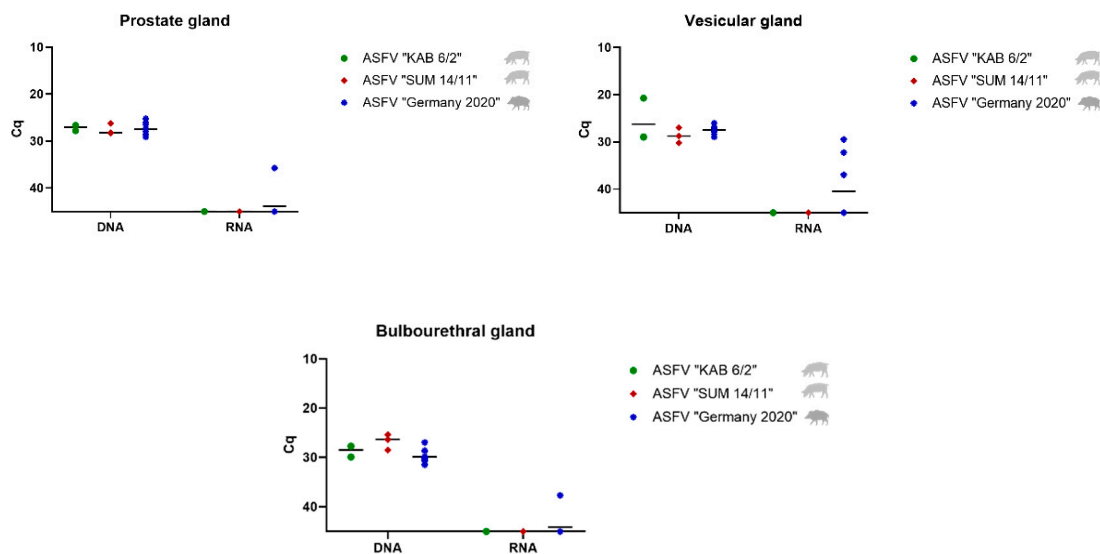 Prostate gland
10
20
30
40
Cq
DNA
RNA
ASFV "KAB 6/2"
ASFV "SUM 14/11"
ASFV "Germany 2020"
Vesicular gland
10
20
30
40
Cq
DNA
RNA
ASFV "KAB 6/2"
ASFV "SUM 14/11"
ASFV "Germany 2020"
Bulbourethral gland
10
20
30
40
Cq
DNA
RNA
ASFV "KAB 6/2"
ASFV "SUM 14/11"
ASFV "Germany 2020"